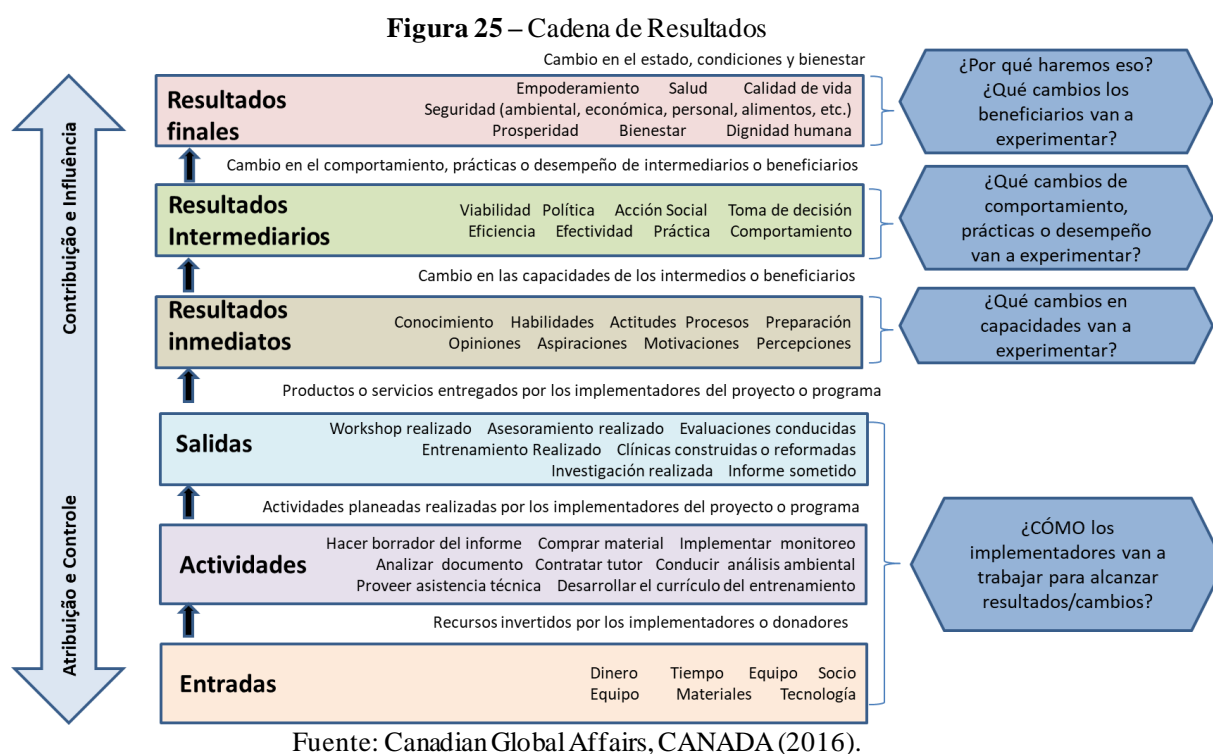 Figura 25 – Cadena de Resultados
Cambio en el estado, condiciones y bienestar
Resultados
finales
Empoderamiento Salud Calidad de vida
Seguridad (ambiental, económica, personal, alimentos, etc.)
Prosperidad Bienestar Dignidad humana
¿Por qué haremos eso?
¿Qué cambios los
beneficiarios van a
experimentar?
Cambio en el comportamiento, prácticas o desempeño de intermediarios o beneficiarios
Resultados
Intermediarios
Viabilidad Política Acción Social Toma de decisión
Eficiencia Efectividad Práctica Comportamiento
¿Qué cambios de
comportamiento,
prácticas o desempeño
van a experimentar?
Cambio en las capacidades de los intermedios o beneficiarios
Resultados
inmediatos
Conocimiento Habilidades Actitudes Procesos Preparación
Opiniones Aspiraciones Motivaciones Percepciones
¿Qué cambios en
capacidades van a
experimentar?
Productos o servicios entregados por los implementadores del proyecto o programa
Salidas
Workshop realizado Asesoramiento realizado Evaluaciones conducidas
Entrenamiento Realizado Clínicas construidas o reformadas
Investigación realizada Informe sometido
Actividades planeadas realizadas por los implementadores del proyecto o programa
Actividades
Hacer borrador del informe Comprar material Implementar monitoreo
Analizar documento Contratar tutor Conducir análisis ambiental
Proveer asistencia técnica Desarrollar el currículo del entrenamiento
¿CÓMO los
implementadores van a
trabajar para alcanzar
resultados/cambios?
Recursos invertidos por los implementadores o donadores
Entradas
Dinero Tiempo Equipo Socio
Equipo Materiales Tecnología
Contribuição e Influência
Atribuição e Controle
Fuente: Canadian Global Affairs, CANADA (2016).